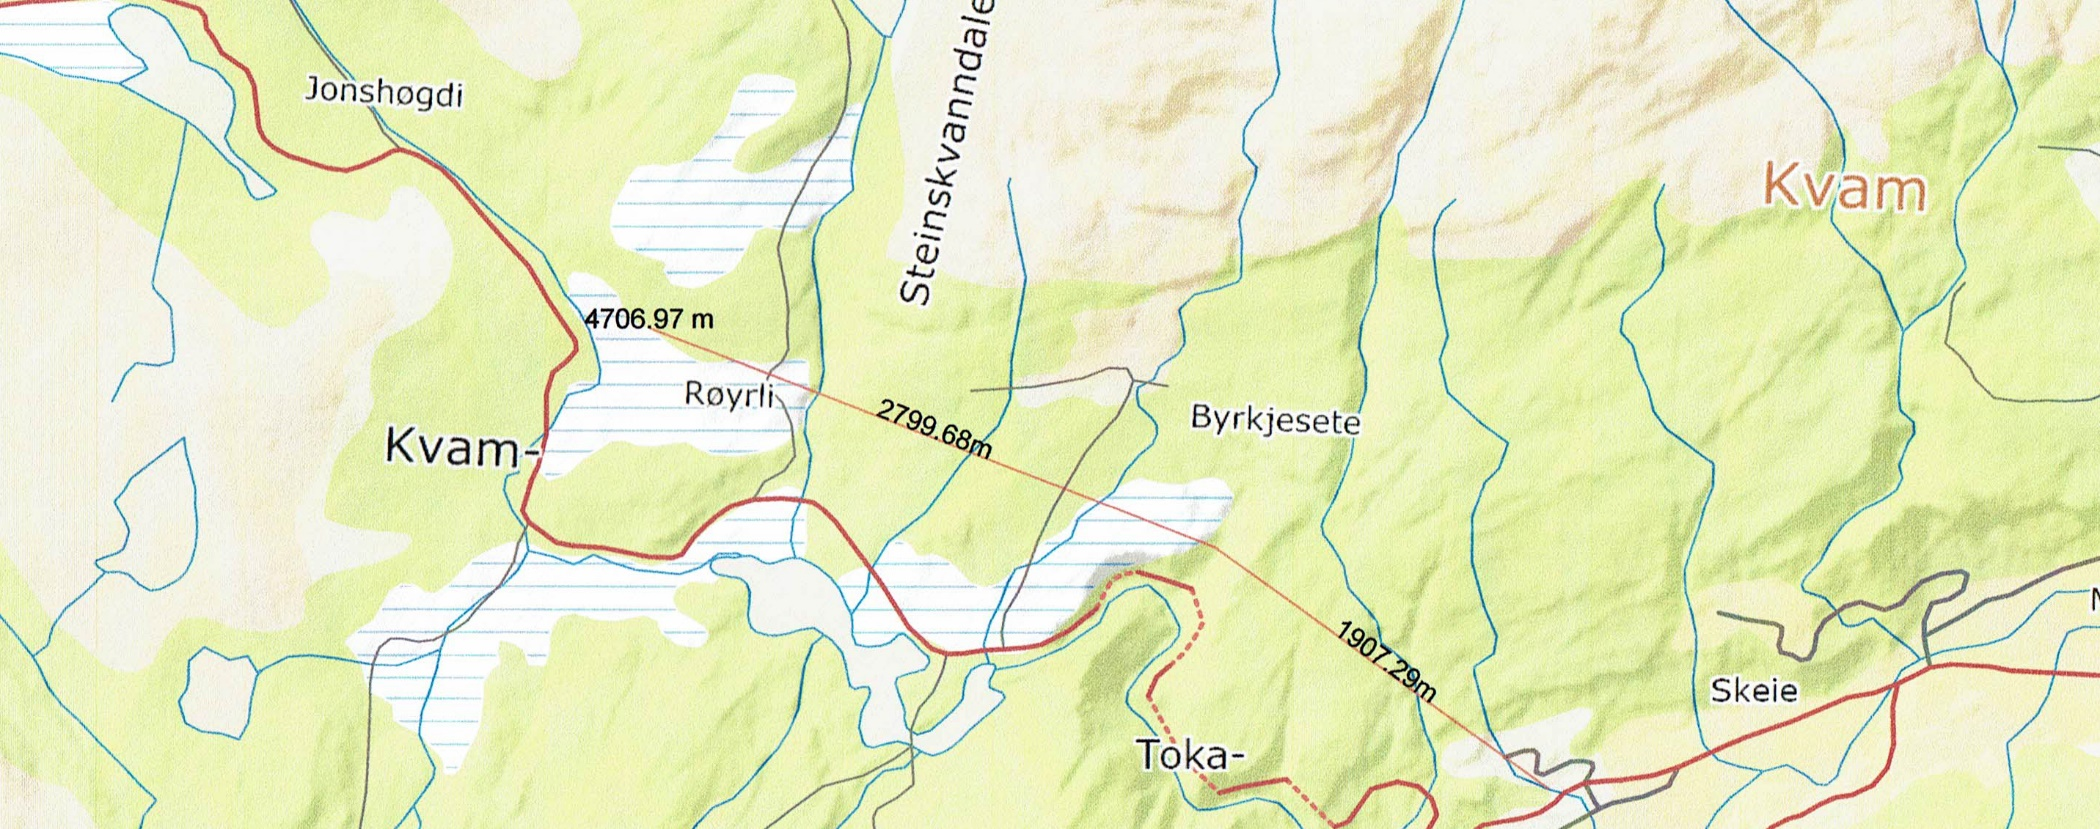 Jonshøgdi
Steinskvanndale
Kvam
4706.97 m
Røyrli
2799.68m
Byrkjesete
Kvam-
1907.29m
Skeie
Toka-